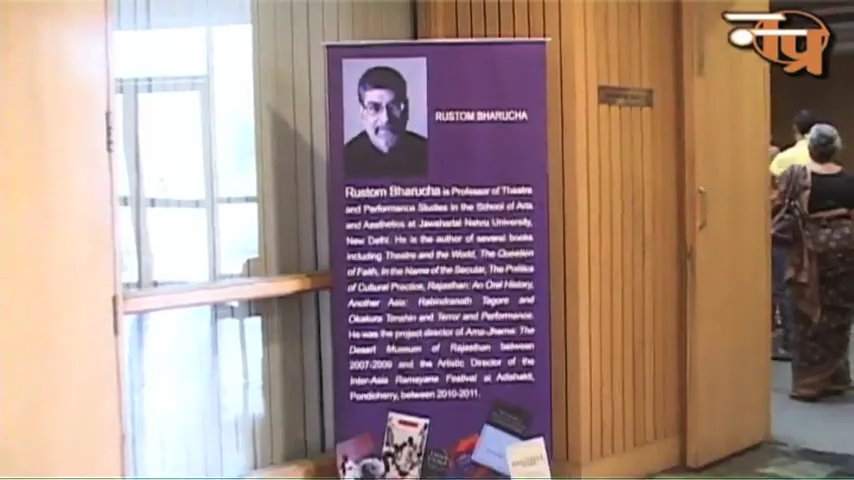 RUSTOM BHARUCHA
Rustom Bharucha is Professor of Theatre
and Performance Studies in the School of Arts
and Aesthetics at Jawaharlal Nehru University,
New Delhi. He is the author of several books
including Theatre and the World, The Question
of Faith, In the Name of the Secular, The Politics
of Cultural Practice, Rajasthan: An Oral History,
Another Asia: Rabindranath Tagore and
Okakura Tenshin and Terror and Performance.
He was the project director of Arna-Jharna: The
Desert Museum of Rajasthan between
2007-2009 and the Artistic Director of the
Inter-Asia Ramayana Festival at Adishakti,
Pondicherry, between 2010-2011.